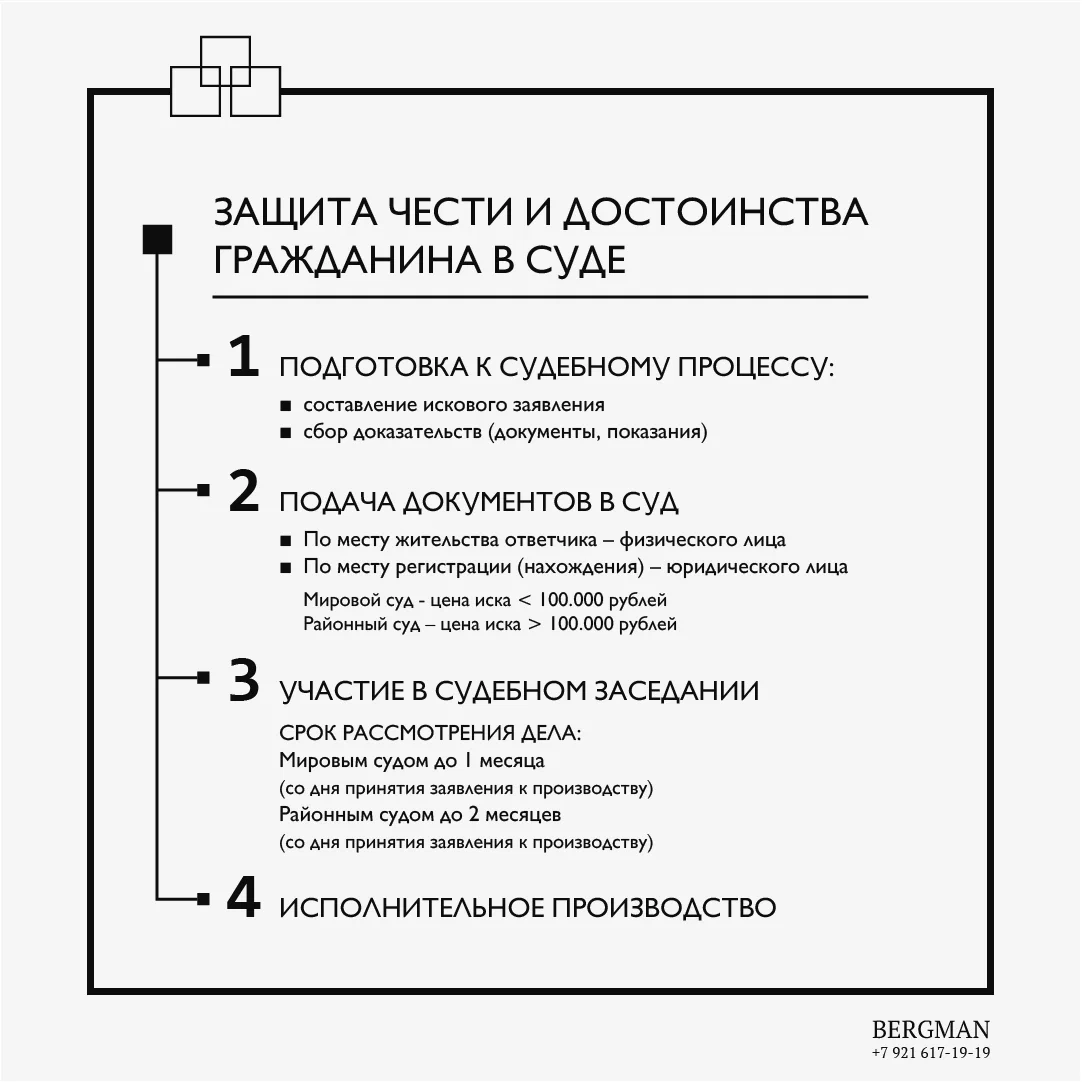 ЗАЩИТА ЧЕСТИ И ДОСТОИНСТВА
ГРАЖДАНИНА В СУДЕ
1 ПОДГОТОВКА К СУДЕБНОМУ ПРОЦЕССУ:
■ составление искового заявления
■ сбор доказательств (документы, показания)
2 ПОДАЧА ДОКУМЕНТОВ В СУД
■ По месту жительства ответчика – физического лица
■ По месту регистрации (нахождения) – юридического лица
Мировой суд - цена иска < 100.000 рублей
Районный суд – цена иска > 100.000 рублей
3 УЧАСТИЕ В СУДЕБНОМ ЗАСЕДАНИИ
СРОК РАССМОТРЕНИЯ ДЕЛА:
Мировым судом до 1 месяца
(со дня принятия заявления к производству)
Районным судом до 2 месяцев
(со дня принятия заявления к производству)
4 ИСПОЛНИТЕЛЬНОЕ ПРОИЗВОДСТВО
BERGMAN
+7 921 617-19-19